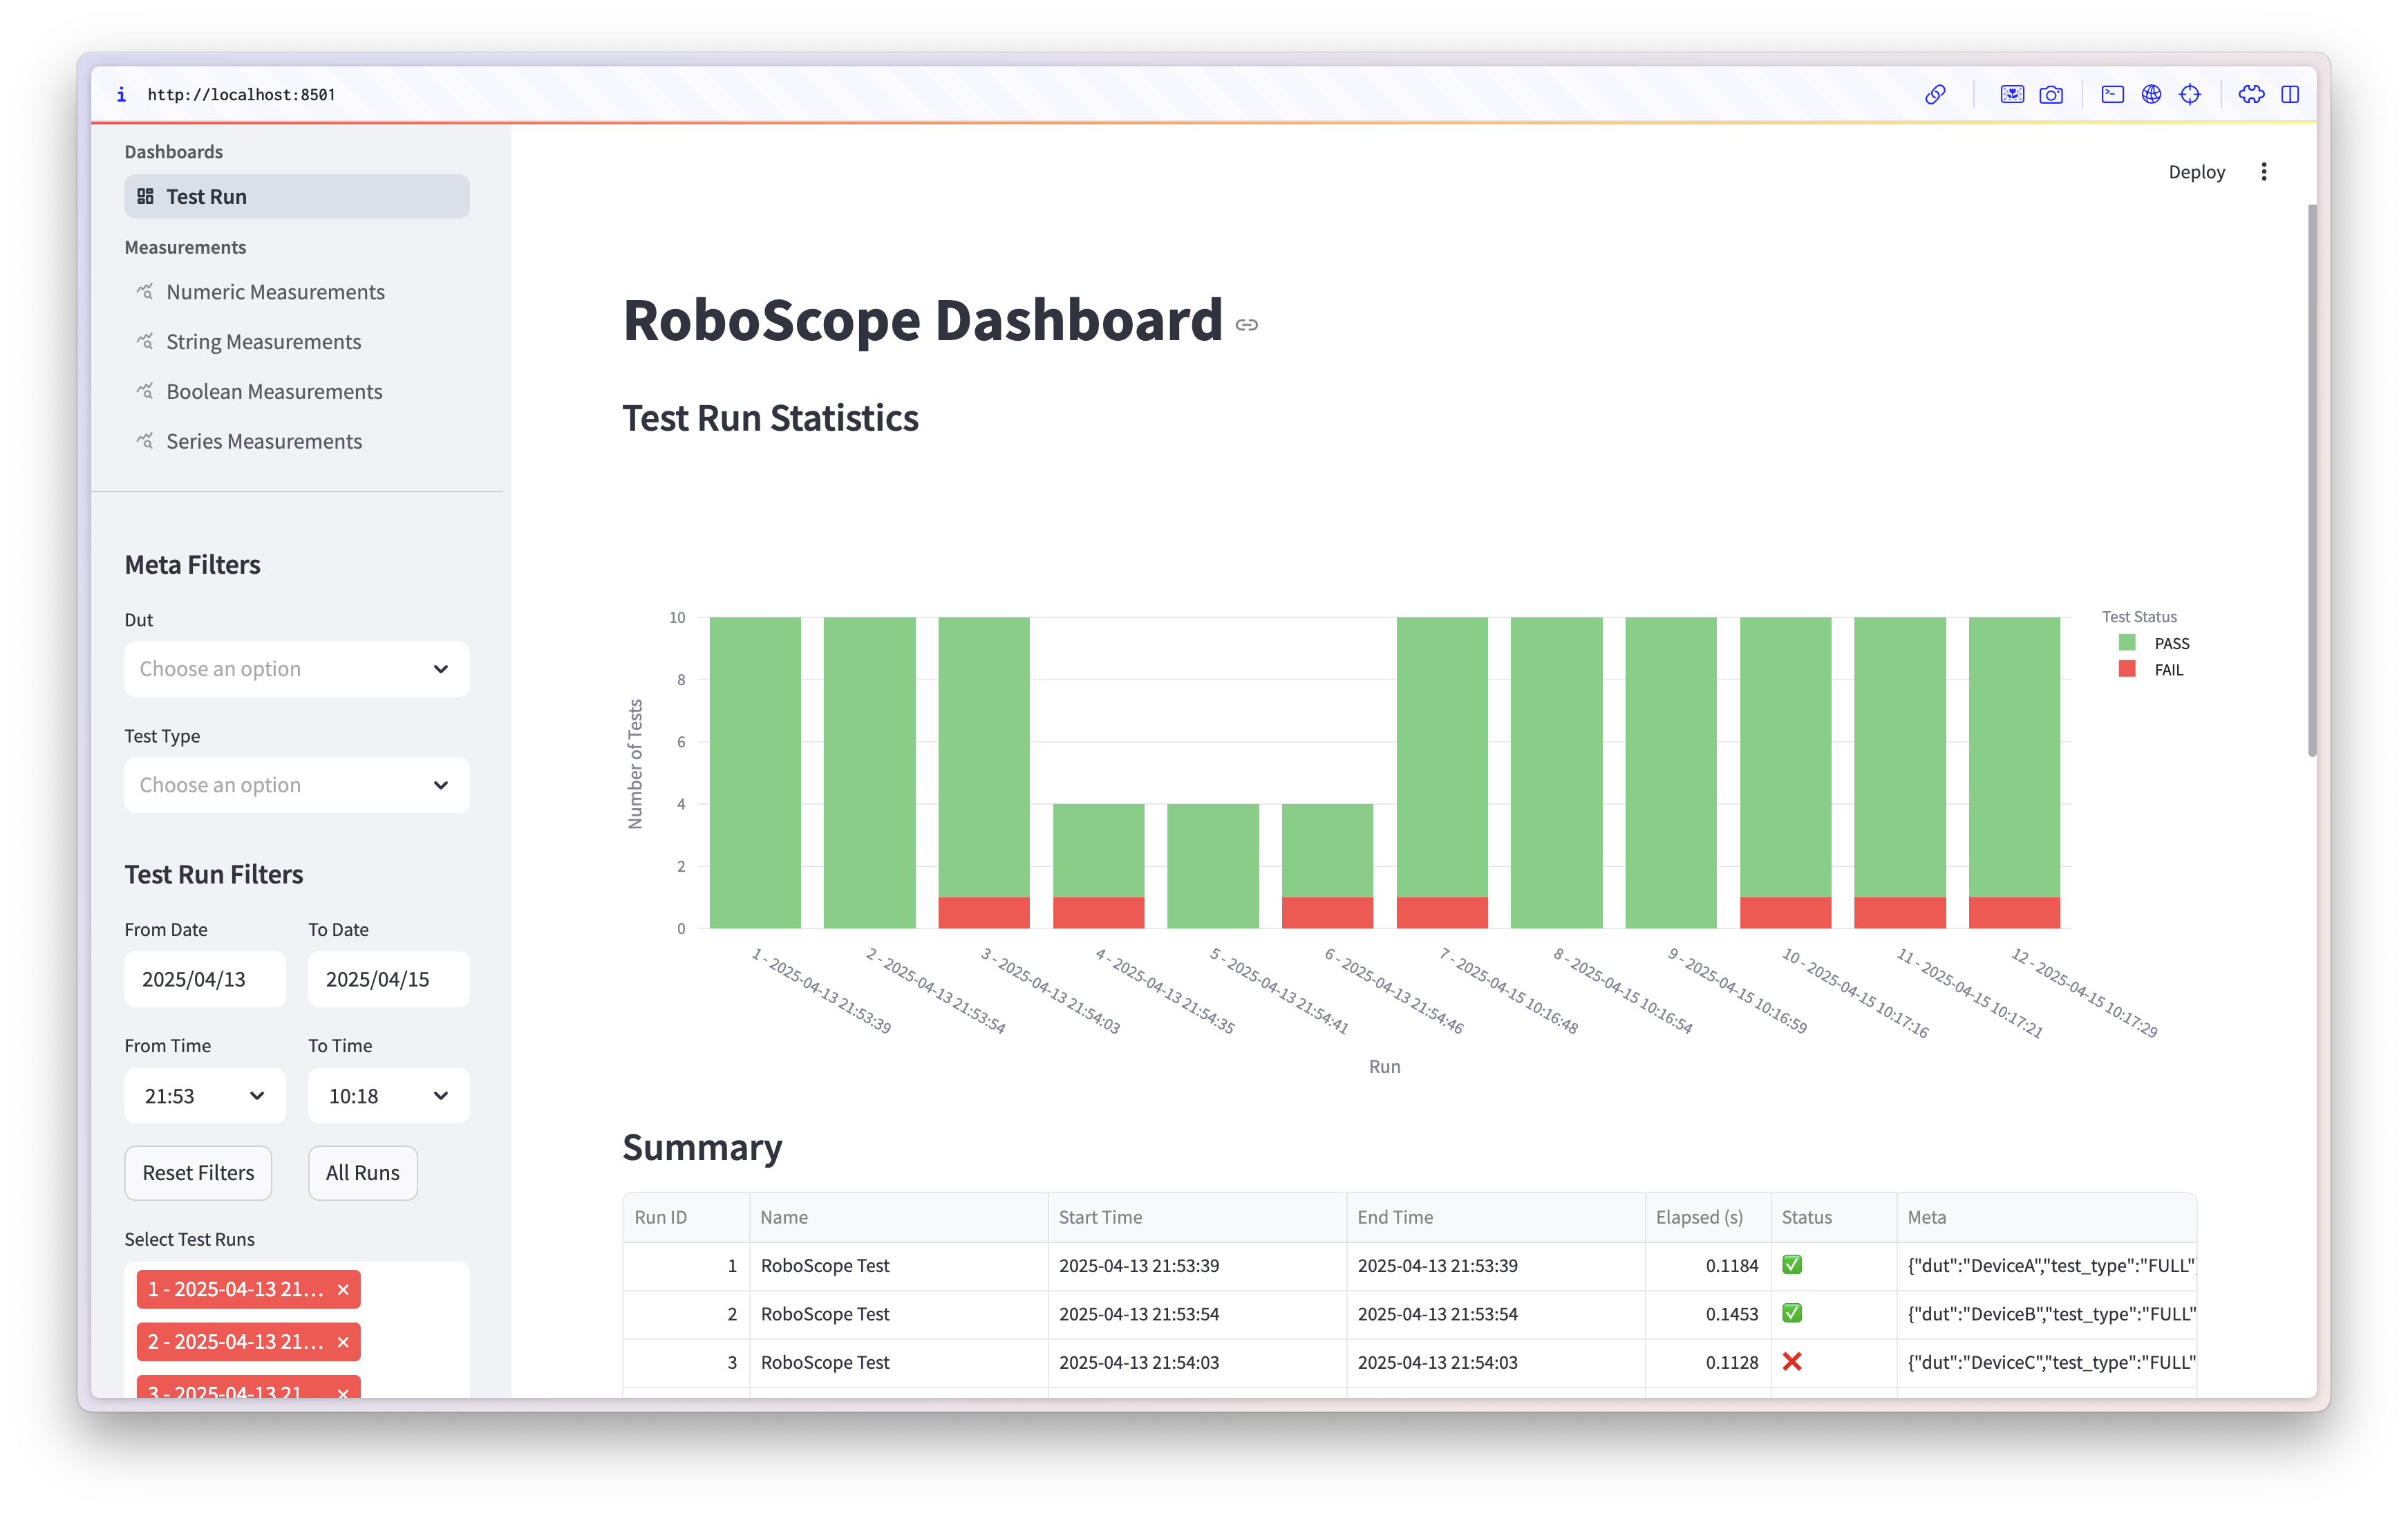 i http://localhost:8501
Dashboards
Test Run
Measurements
Numeric Measurements
String Measurements
Boolean Measurements
Series Measurements
Meta Filters
Dut
Choose an option
Test Type
Choose an option
Test Run Filters
From Date To Date
2025/04/13 2025/04/15
From Time To Time
21:53 10:18
Reset Filters All Runs
Select Test Runs
1 - 2025-04-13 21...
2 - 2025-04-13 21...
3 - 2025-04-13 21...
Deploy
RoboScope Dashboard
Test Run Statistics
Number of Tests
10
8
6
4
2
0
1 - 2025-04-13 21:53:39
2 - 2025-04-13 21:53:54
3 - 2025-04-13 21:54:03
4 - 2025-04-13 21:54:35
5 - 2025-04-13 21:54:41
6 - 2025-04-13 21:54:46
7 - 2025-04-15 10:16:48
8 - 2025-04-15 10:16:54
9 - 2025-04-15 10:16:59
10 - 2025-04-15 10:17:16
11 - 2025-04-15 10:17:21
12 - 2025-04-15 10:17:29
Run
Test Status
PASS
FAIL
Summary
Run ID Name Start Time End Time Elapsed (s) Status Meta
1 RoboScope Test 2025-04-13 21:53:39 2025-04-13 21:53:39 0.1184 ✅ {"dut":"DeviceA","test_type":"FULL"}
2 RoboScope Test 2025-04-13 21:53:54 2025-04-13 21:53:54 0.1453 ✅ {"dut":"DeviceB","test_type":"FULL"
3 RoboScope Test 2025-04-13 21:54:03 2025-04-13 21:54:03 0.1128 ❌ {"dut":"DeviceC","test_type":"FULL"